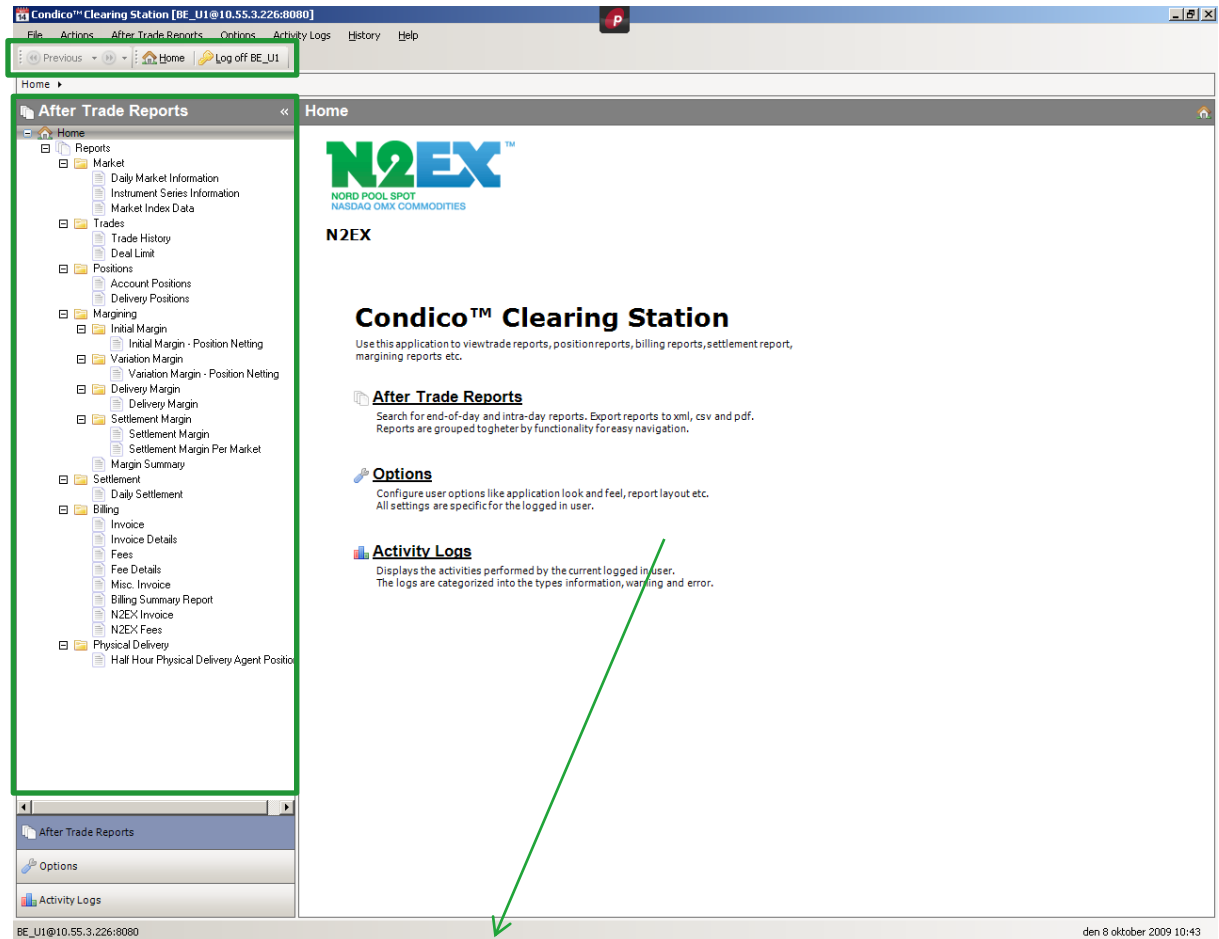 Condico™ Clearing Station [BE_U1@10.55.3.226:8080]
File Actions After Trade Reports Options Activity Logs History Help
Previous Home Log off BE_U1
Home
After Trade Reports «
Home
Reports
Market
Daily Market Information
Instrument Series Information
Market Index Data
Trades
Trade History
Deal Limit
Positions
Account Positions
Delivery Positions
Margining
Initial Margin
Initial Margin - Position Netting
Variation Margin
Variation Margin - Position Netting
Delivery Margin
Delivery Margin
Settlement Margin
Settlement Margin
Settlement Margin Per Market
Margin Summary
Settlement
Daily Settlement
Billing
Invoice
Invoice Details
Fees
Fee Details
Misc. Invoice
Billing Summary Report
N2EX Invoice
N2EX Fees
Physical Delivery
Half Hour Physical Delivery Agent Positio
After Trade Reports
Options
Activity Logs
Home
N2EX™
NORD POOL SPOT
NASDAQ OMX COMMODITIES
N2EX
Condico™ Clearing Station
Use this application to view trade reports, position reports, billing reports, settlement report,
margining reports etc.
After Trade Reports
Search for end-of-day and intra-day reports. Export reports to xml, csv and pdf.
Reports are grouped togheter by functionality for easy navigation.
Options
Configure user options like application look and feel, report layout etc.
All settings are specific for the logged in user.
Activity Logs
Displays the activities performed by the current logged in user.
The logs are categorized into the types information, warning and error.
BE_U1@10.55.3.226:8080
den 8 oktober 2009 10:43